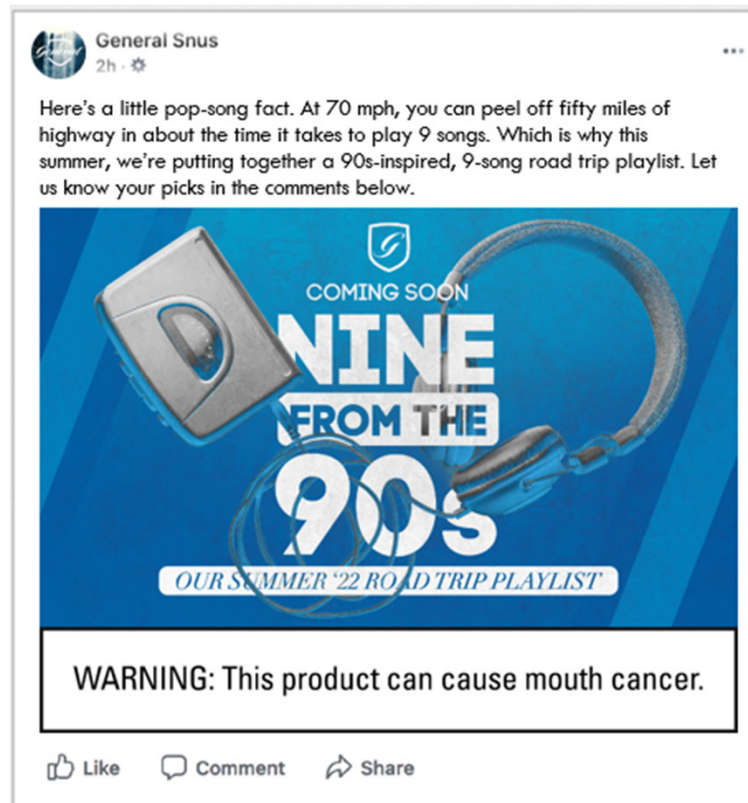 General Snus
2h ·
Here's a little pop-song fact. At 70 mph, you can peel off fifty miles of
highway in about the time it takes to play 9 songs. Which is why this
summer, we're putting together a 90s-inspired, 9-song road trip playlist. Let
us know your picks in the comments below.
G
COMING SOON
NINE
FROM THE
90s
OUR SUMMER ‘22 ROAD TRIP PLAYLIST
WARNING: This product can cause mouth cancer.
Like Comment Share